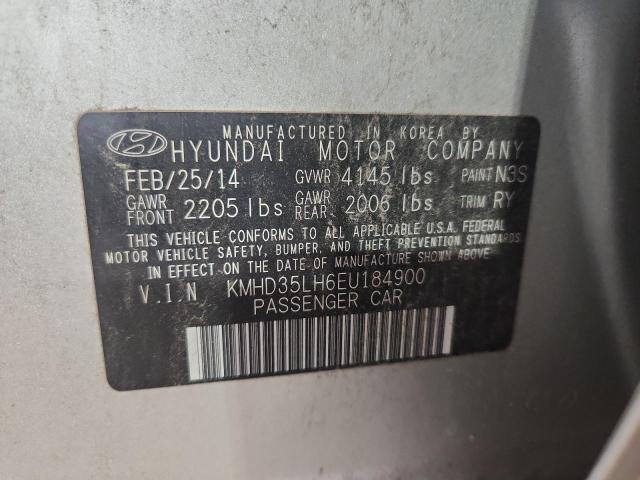 MANUFACTURED IN KOREA BY
HYUNDAI MOTOR COMPANY
FEB/25/14 GVWR 4145 lbs PAINT N3S
GAWR FRONT 2205 lbs GAWR REAR 2006 lbs TRIM RY
THIS VEHICLE CONFORMS TO ALL APPLICABLE U.S.A. FEDERAL
MOTOR VEHICLE SAFETY, BUMPER, AND THEFT PREVENTION STANDARDS
IN EFFECT ON THE DATE OF MANUFACTURE SHOWN ABOVE
V.I.N KMHD35LH6EU184900
PASSENGER CAR